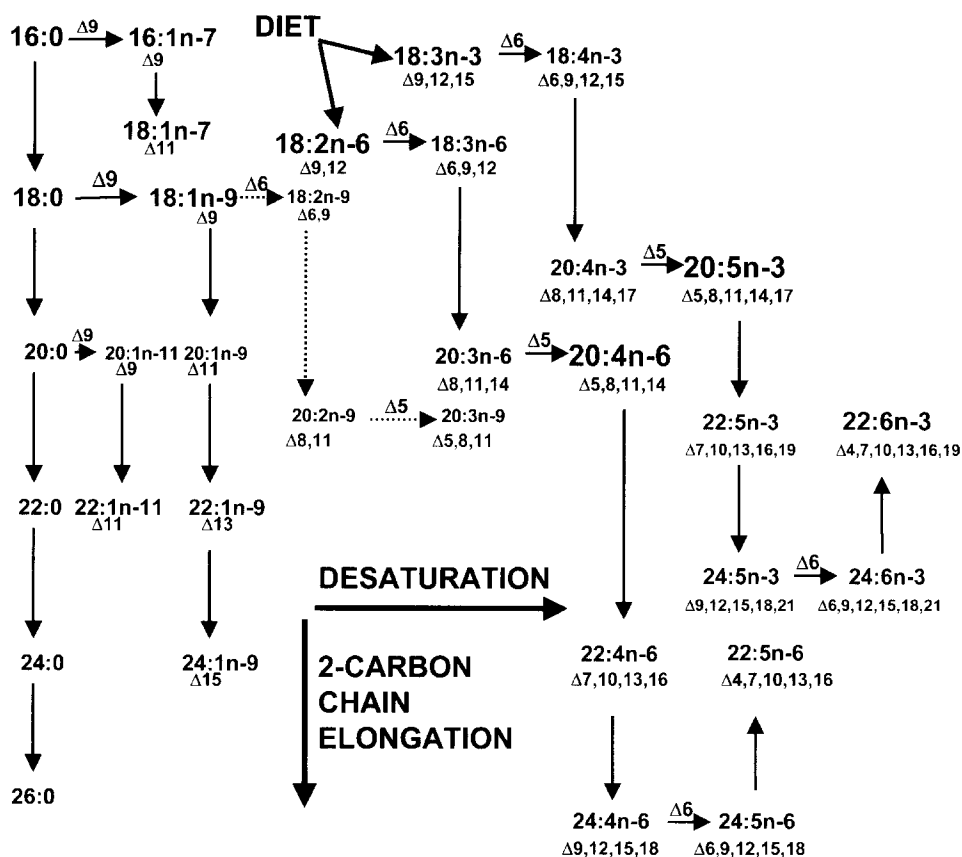 16:0 Δ9 16:1n-7
Δ9
18:1n-7
Δ11
DIET
18:3n-3 Δ6 18:4n-3
Δ9,12,15 Δ6,9,12,15
18:2n-6 Δ6 18:3n-6
Δ9,12 Δ6,9,12
18:0 Δ9 18:1n-9 Δ6 18:2n-9
Δ9 Δ6,9
20:4n-3 Δ5 20:5n-3
Δ8,11,14,17 Δ5,8,11,14,17
20:0 Δ9 20:1n-11 20:1n-9
Δ9 Δ11
20:3n-6 Δ5 20:4n-6
Δ8,11,14 Δ5,8,11,14
20:2n-9 Δ5 20:3n-9
Δ8,11 Δ5,8,11
22:5n-3 22:6n-3
Δ7,10,13,16,19 Δ4,7,10,13,16,19
22:0 22:1n-11 22:1n-9
Δ11 Δ13
24:5n-3 Δ6 24:6n-3
Δ9,12,15,18,21 Δ6,9,12,15,18,21
DESATURATION
24:0 24:1n-9
Δ15
2-CARBON
CHAIN
ELONGATION
22:4n-6 22:5n-6
Δ7,10,13,16 Δ4,7,10,13,16
26:0
24:4n-6 Δ6 24:5n-6
Δ9,12,15,18 Δ6,9,12,15,18